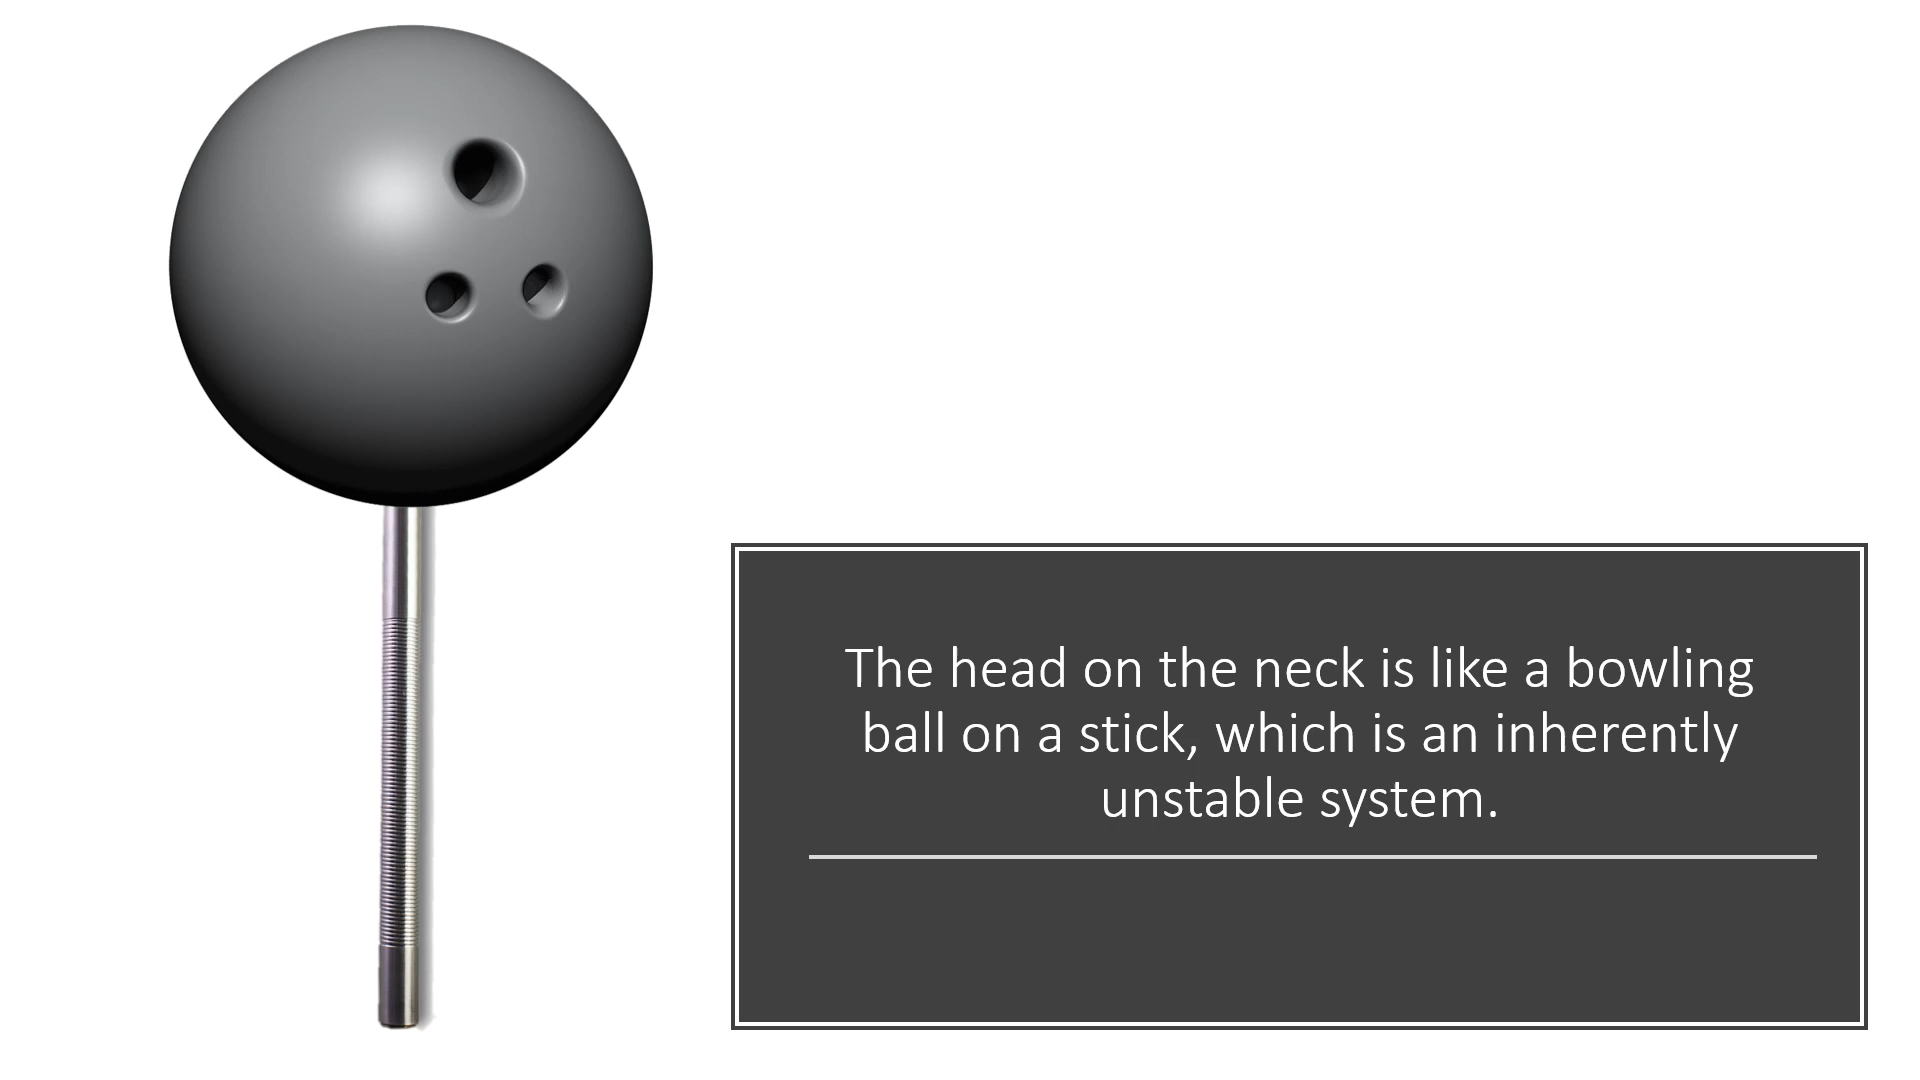 The head on the neck is like a bowling
ball on a stick, which is an inherently
unstable system.